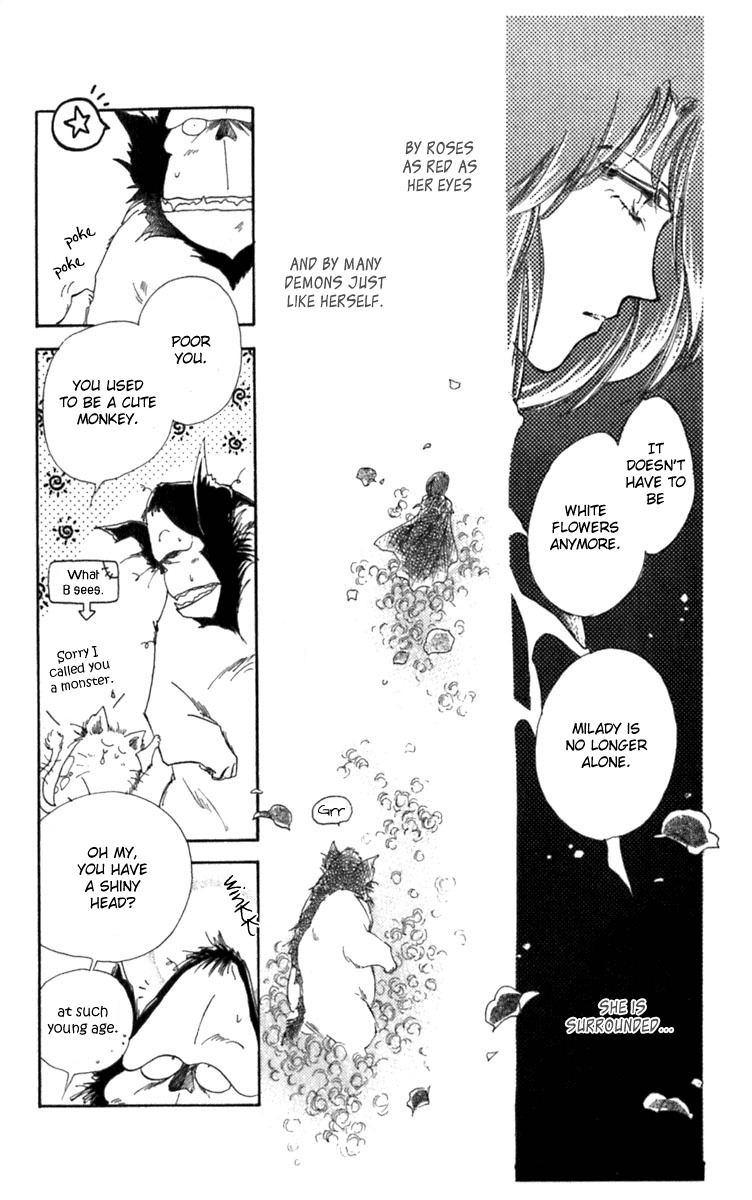 IT
DOESN'T
HAVE TO
BE
WHITE
FLOWERS
ANYMORE.
MILADY IS
NO LONGER
ALONE.
SHE IS
SURROUNDED...
BY ROSES
AS RED AS
HER EYES
AND BY MANY
DEMONS JUST
LIKE HERSELF.
Grr
poke
poke
POOR
YOU.
YOU USED
TO BE A CUTE
MONKEY.
What
B sees.
Sorry I
called you
a monster.
OH MY,
YOU HAVE
A SHINY
HEAD?
winkk
at such
young age.